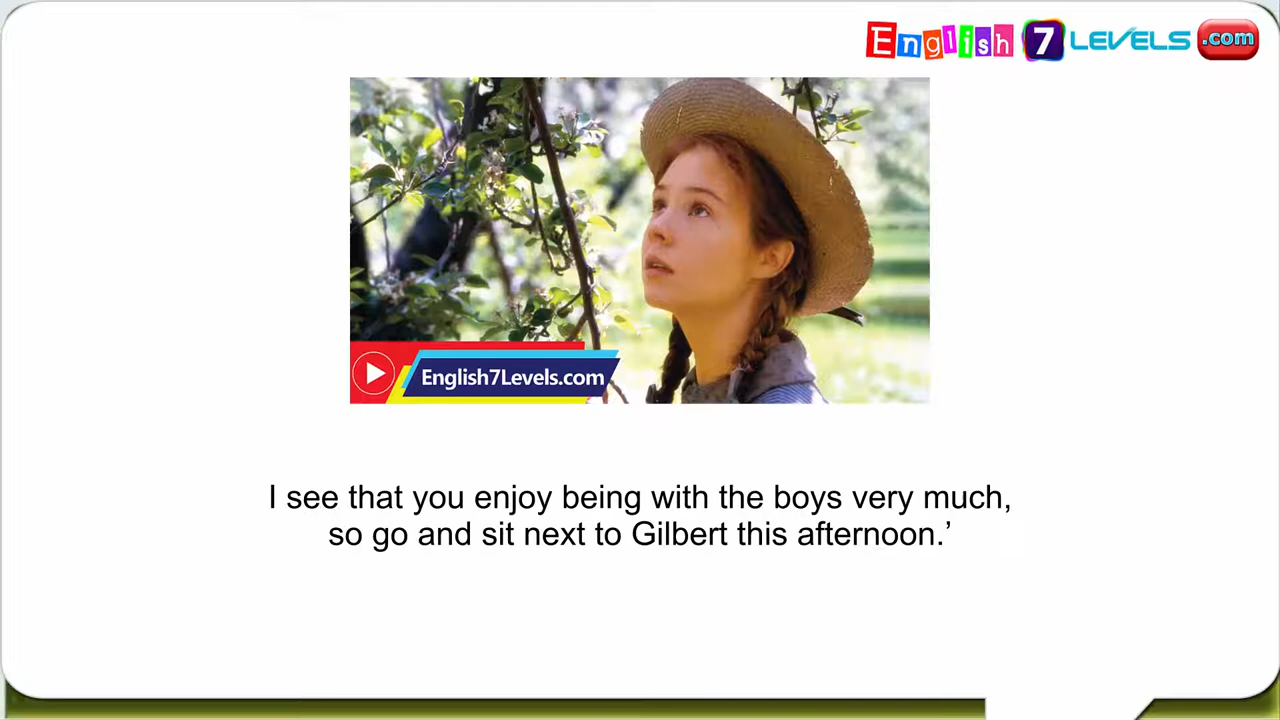 English 7 LEVELS .com
English7Levels.com
I see that you enjoy being with the boys very much,
so go and sit next to Gilbert this afternoon.’